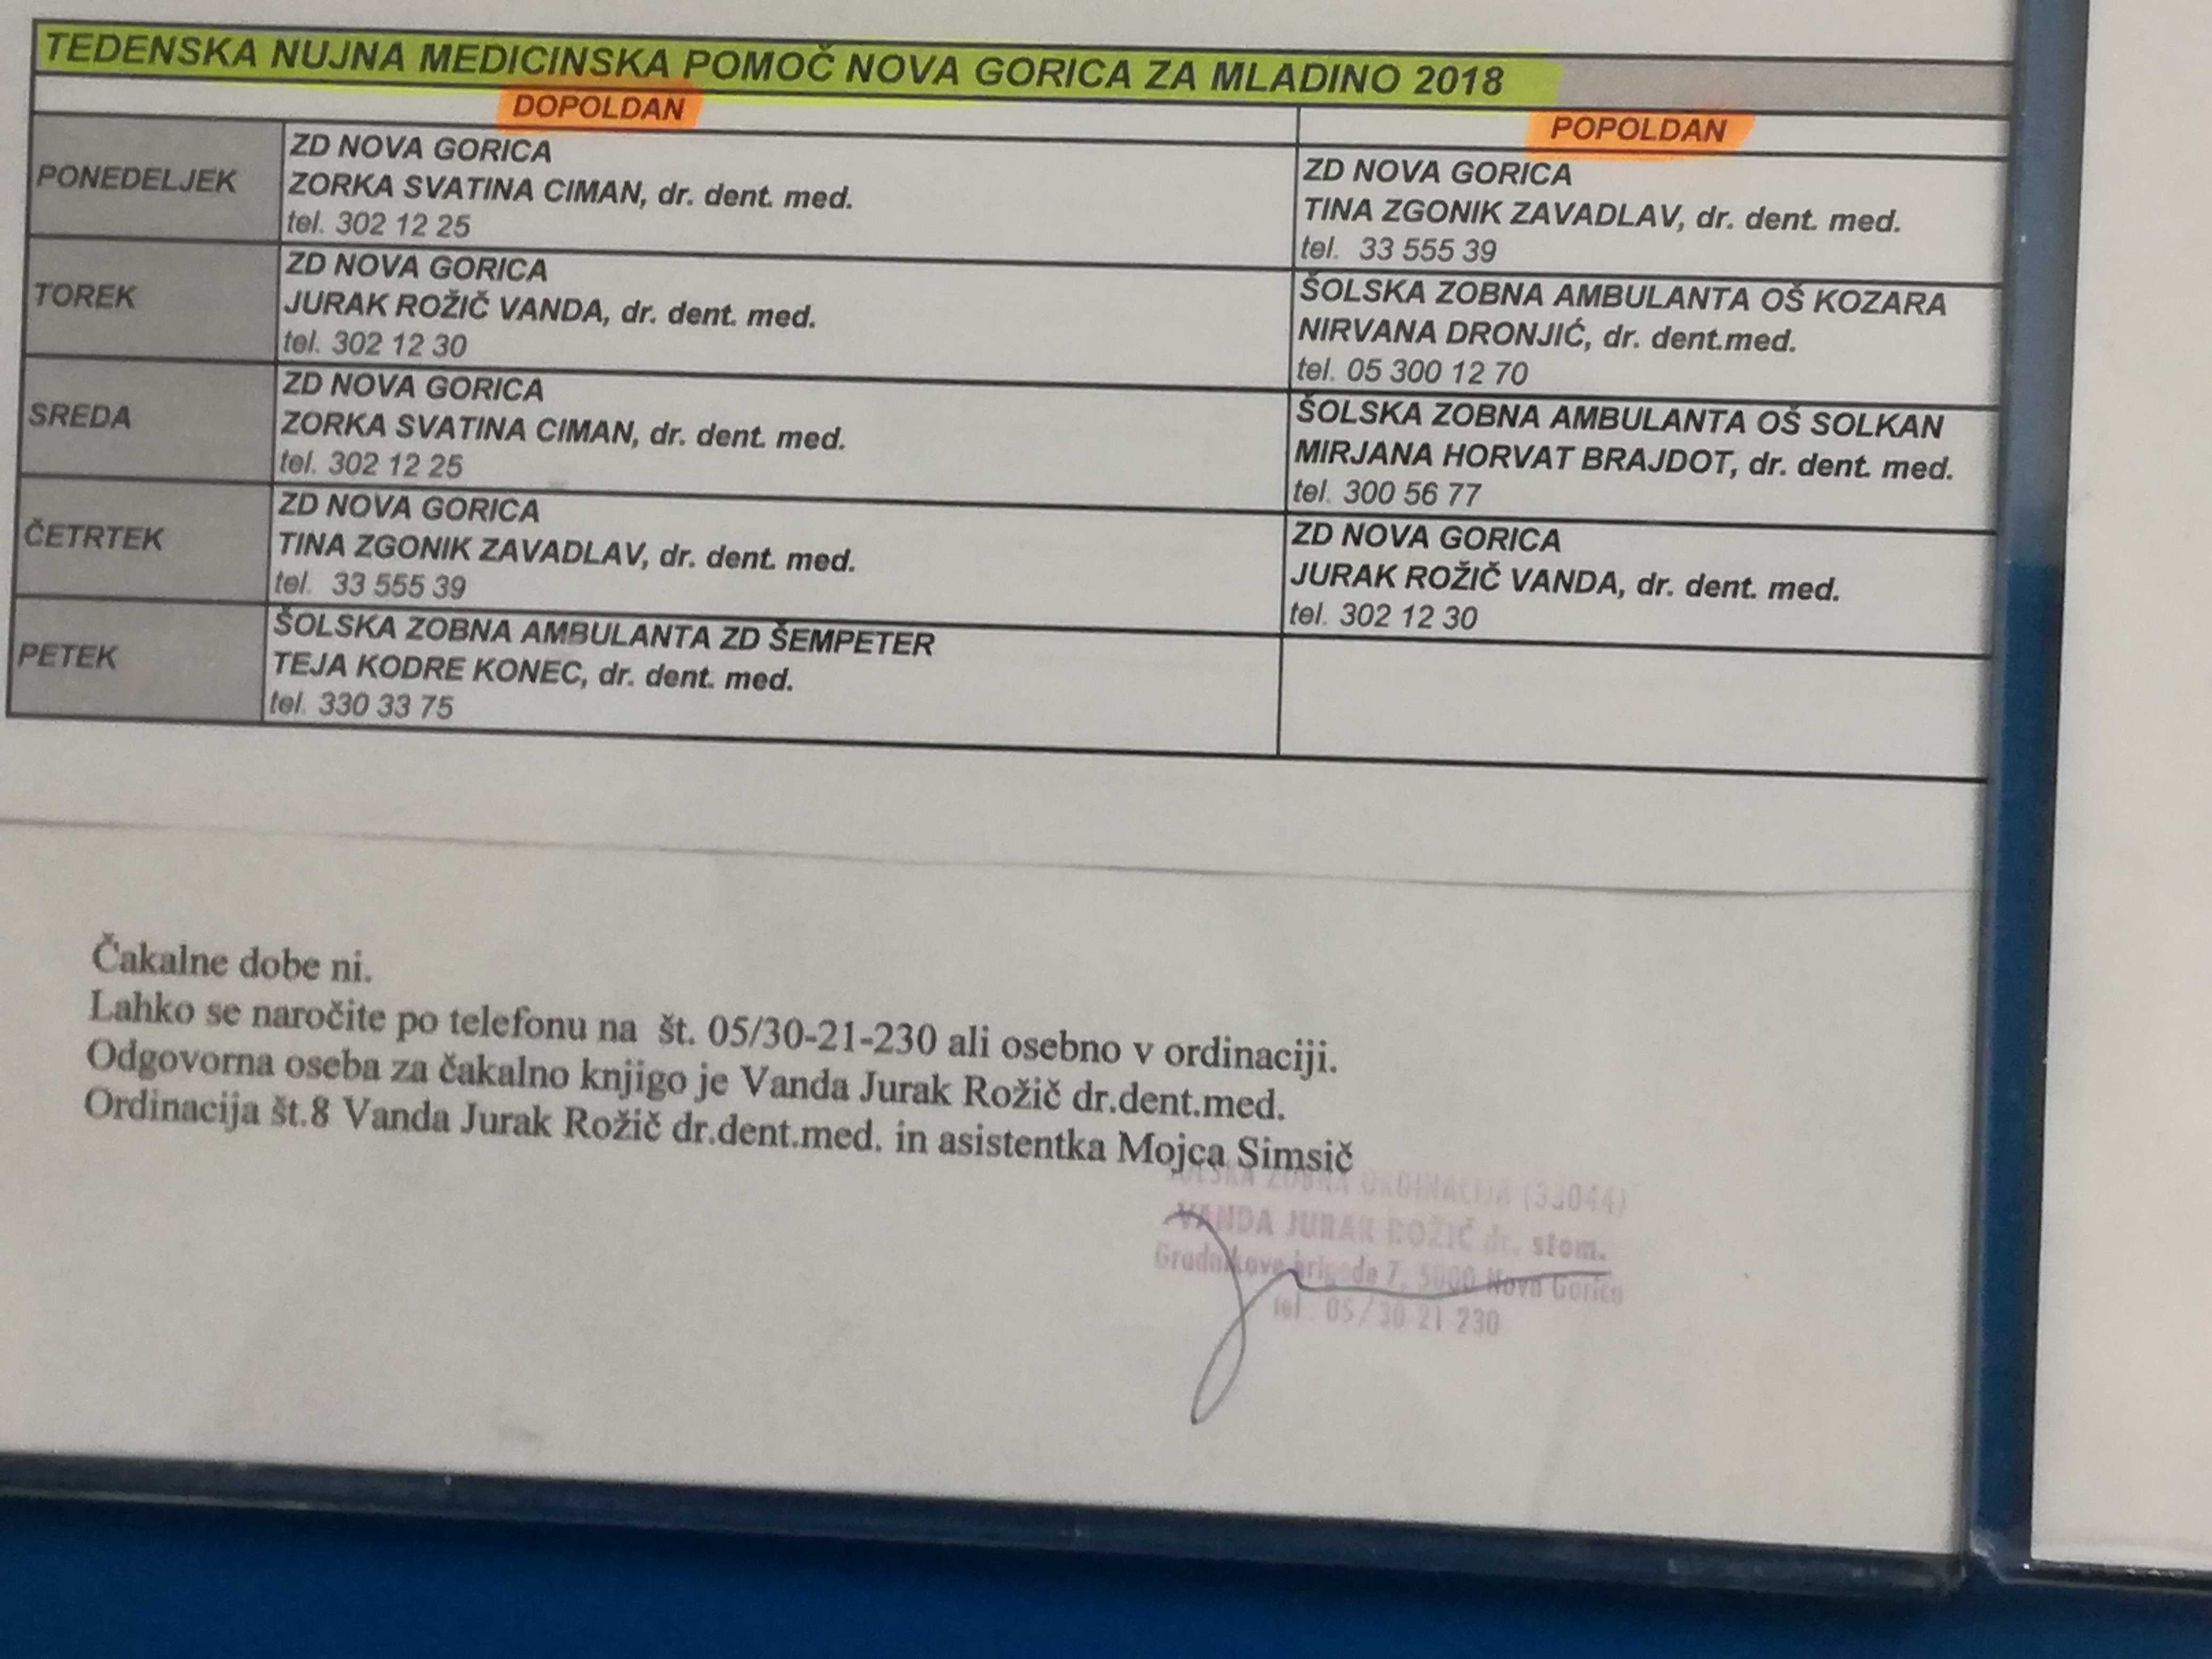 TEDENSKA NUJNA MEDICINSKA POMOČ NOVA GORICA ZA MLADINO 2018
DOPOLDAN
POPOLDAN
PONEDELJEK
ZD NOVA GORICA
ZORKA SVATINA CIMAN, dr. dent. med.
tel. 302 12 25
ZD NOVA GORICA
TINA ZGONIK ZAVADLAV, dr. dent. med.
tel. 33 555 39
TOREK
ZD NOVA GORICA
JURAK ROŽIČ VANDA, dr. dent. med.
tel. 302 12 30
ŠOLSKA ZOBNA AMBULANTA OŠ KOZARA
NIRVANA DRONJIĆ, dr. dent.med.
tel. 05 300 12 70
SREDA
ZD NOVA GORICA
ZORKA SVATINA CIMAN, dr. dent. med.
tel. 302 12 25
ŠOLSKA ZOBNA AMBULANTA OŠ SOLKAN
MIRJANA HORVAT BRAJDOT, dr. dent. med.
tel. 300 56 77
ČETRTEK
ZD NOVA GORICA
TINA ZGONIK ZAVADLAV, dr. dent. med.
tel. 33 555 39
ZD NOVA GORICA
JURAK ROŽIČ VANDA, dr. dent. med.
tel. 302 12 30
PETEK
ŠOLSKA ZOBNA AMBULANTA ZD ŠEMPETER
TEJA KODRE KONEC, dr. dent. med.
tel. 330 33 75
Čakalne dobe ni.
Lahko se naročite po telefonu na št. 05/30-21-230 ali osebno v ordinaciji.
Odgovorna oseba za čakalno knjigo je Vanda Jurak Rožič dr.dent.med.
Ordinacija št.8 Vanda Jurak Rožič dr.dent.med. in asistentka Mojca Simsič
ŠOLSKA ZOBNA ORDINACIJA (33044)
VANDA JURAK ROŽIČ dr. stom.
Gradnikove brigade 7, 5000 Nova Gorica
tel. 05/30 21 230